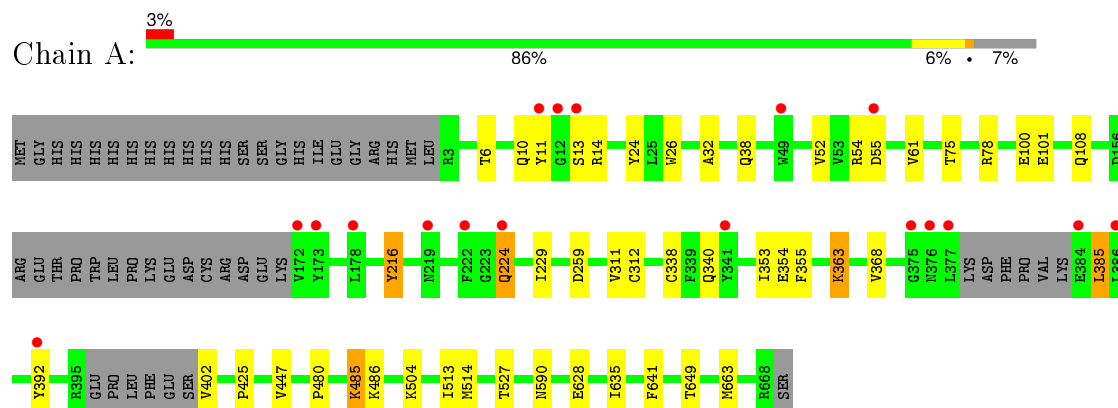 3%
Chain A:
86% 6% • 7%
MET GLY HIS HIS HIS HIS HIS HIS HIS HIS HIS HIS SER SER GLY HIS ILE GLU GLY ARG HIS MET LEU R3 T6 Q10 Y11 G12 S13 R14 Y24 L25 W26 A32 Q38 W49 V52 V53 R54 D55 V61 T75 R78 E100 E101 Q108 D156
ARG GLU THR PRO TRP LEU PRO LYS GLU ASP CYS ARG ASP GLU LYS V172 Y173 L178 Y216 N219 F222 G223 Q224 I229 D259 V311 C312 C338 F339 Q340 Y341 I353 E354 F355 K363 V368 G375 N376 L377 LYS ASP PHE PRO VAL LYS E384 L385
Y392 R395 GLU PRO LEU PHE GLU SER V402 P425 V447 P480 K485 K486 K504 I513 M514 T527 N590 E628 I635 F641 T649 M663 R668 SER